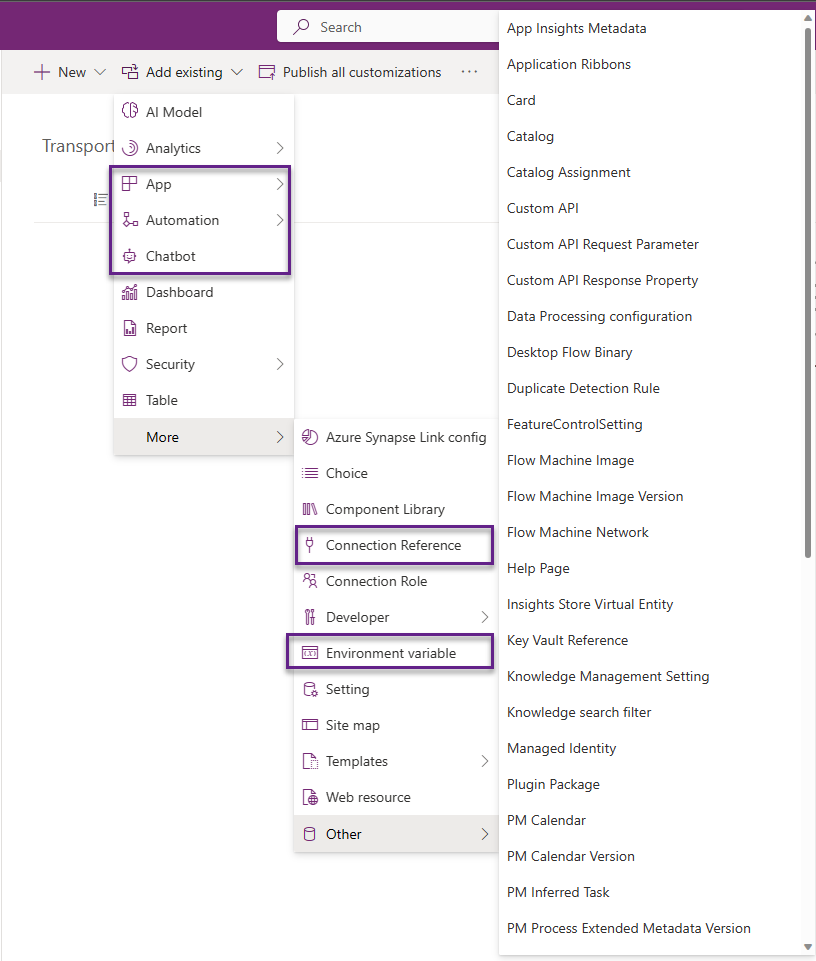 Search
New
Add existing
Publish all customizations
...
Transport
AI Model
Analytics
App
Automation
Chatbot
Dashboard
Report
Security
Table
More
Azure Synapse Link config
Choice
Component Library
Connection Reference
Connection Role
Developer
Environment variable
Setting
Site map
Templates
Web resource
Other
App Insights Metadata
Application Ribbons
Card
Catalog
Catalog Assignment
Custom API
Custom API Request Parameter
Custom API Response Property
Data Processing configuration
Desktop Flow Binary
Duplicate Detection Rule
FeatureControlSetting
Flow Machine Image
Flow Machine Image Version
Flow Machine Network
Help Page
Insights Store Virtual Entity
Key Vault Reference
Knowledge Management Setting
Knowledge search filter
Managed Identity
Plugin Package
PM Calendar
PM Calendar Version
PM Inferred Task
PM Process Extended Metadata Version